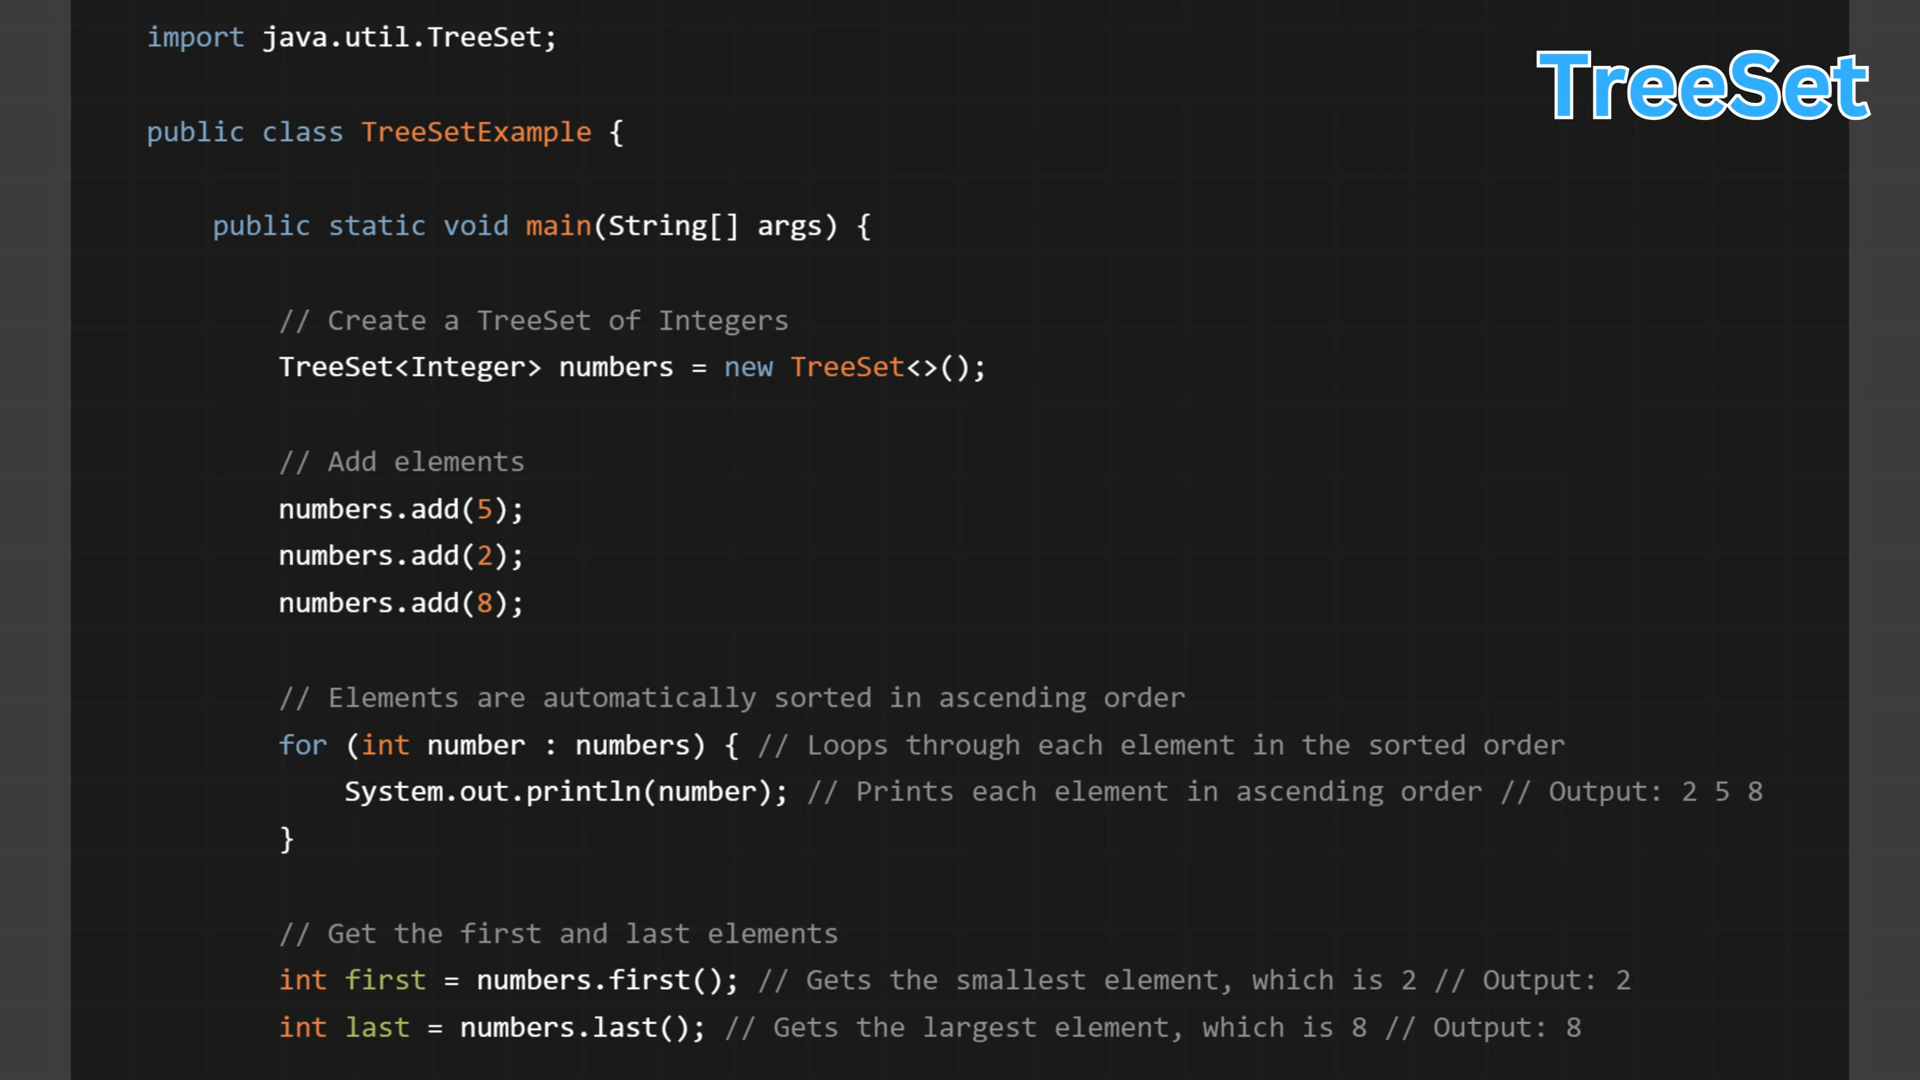 TreeSet
import java.util.TreeSet;
public class TreeSetExample {
public static void main(String[] args) {
// Create a TreeSet of Integers
TreeSet<Integer> numbers = new TreeSet<>();
// Add elements
numbers.add(5);
numbers.add(2);
numbers.add(8);
// Elements are automatically sorted in ascending order
for (int number : numbers) { // Loops through each element in the sorted order
System.out.println(number); // Prints each element in ascending order // Output: 2 5 8
}
// Get the first and last elements
int first = numbers.first(); // Gets the smallest element, which is 2 // Output: 2
int last = numbers.last(); // Gets the largest element, which is 8 // Output: 8